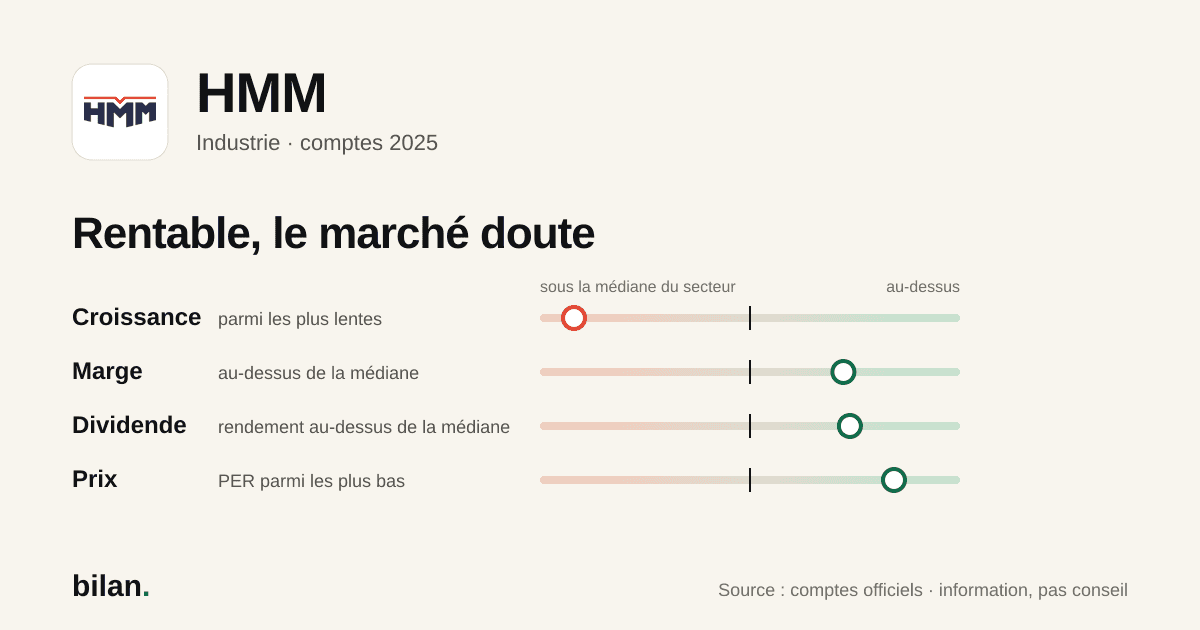 HMM
HMM
Industrie · comptes 2025
Rentable, le marché doute
sous la médiane du secteur au-dessus
Croissance parmi les plus lentes
Marge au-dessus de la médiane
Dividende rendement au-dessus de la médiane
Prix PER parmi les plus bas
bilan.
Source : comptes officiels · information, pas conseil